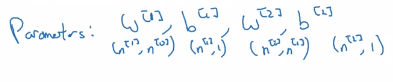 Parameters: w^[1], b^[1], w^[2], b^[2]
(n^[1], n^[0]) (n^[1], 1) (n^[2], n^[1]) (n^[2], 1)